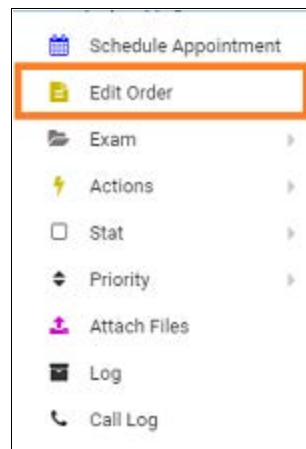 Schedule Appointment
Edit Order
Exam
Actions
Stat
Priority
Attach Files
Log
Call Log